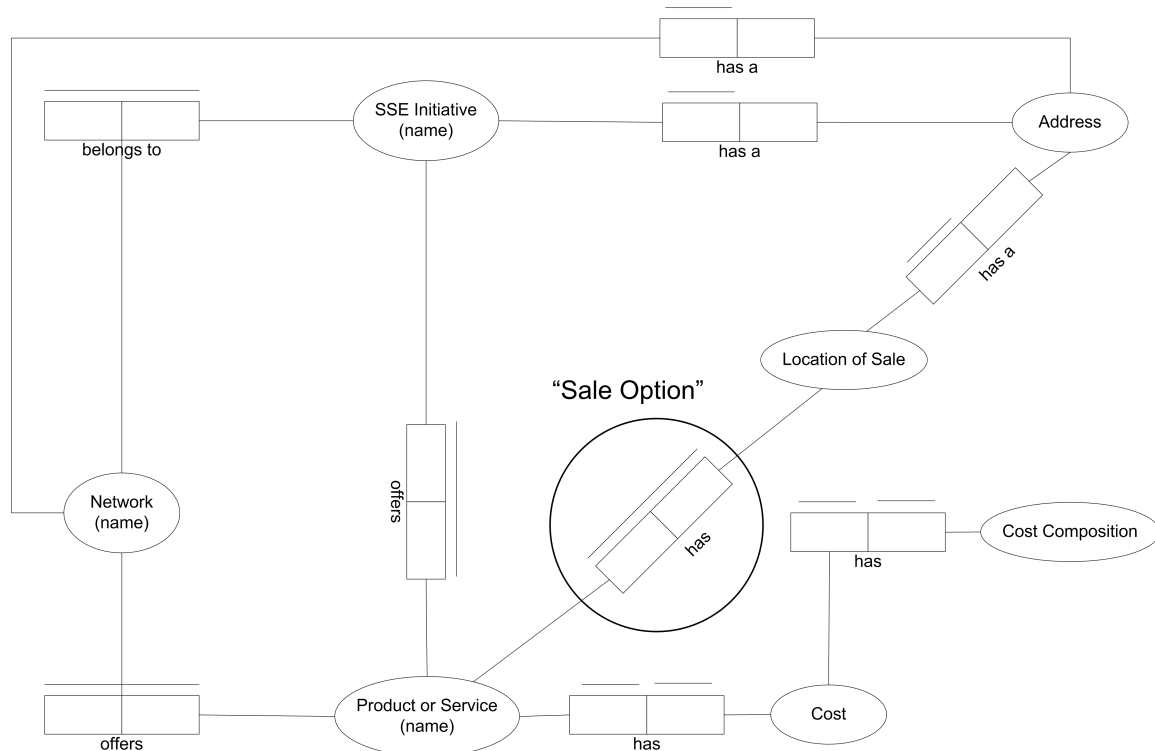 has a
SSE Initiative
(name)
Address
belongs to
has a
has a
Location of Sale
“Sale Option”
offers
Network
(name)
has
Cost Composition
has
Product or Service
(name)
Cost
offers
has